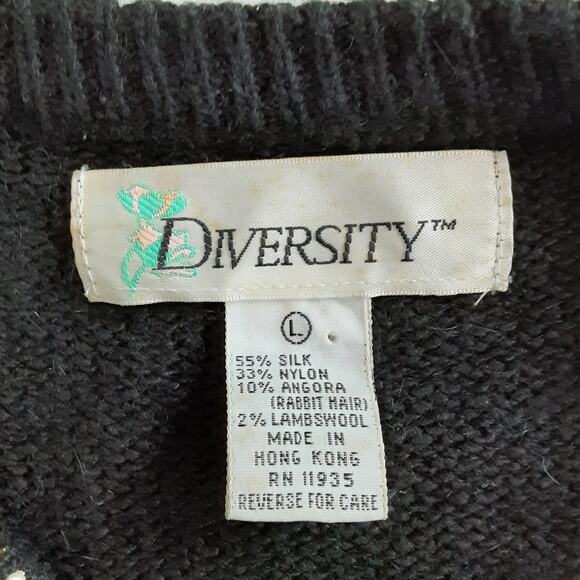 DIVERSITY™
L
55% SILK
33% NYLON
10% ANGORA
(RABBIT HAIR)
2% LAMBSWOOL
MADE IN
HONG KONG
RN 11935
REVERSE FOR CARE